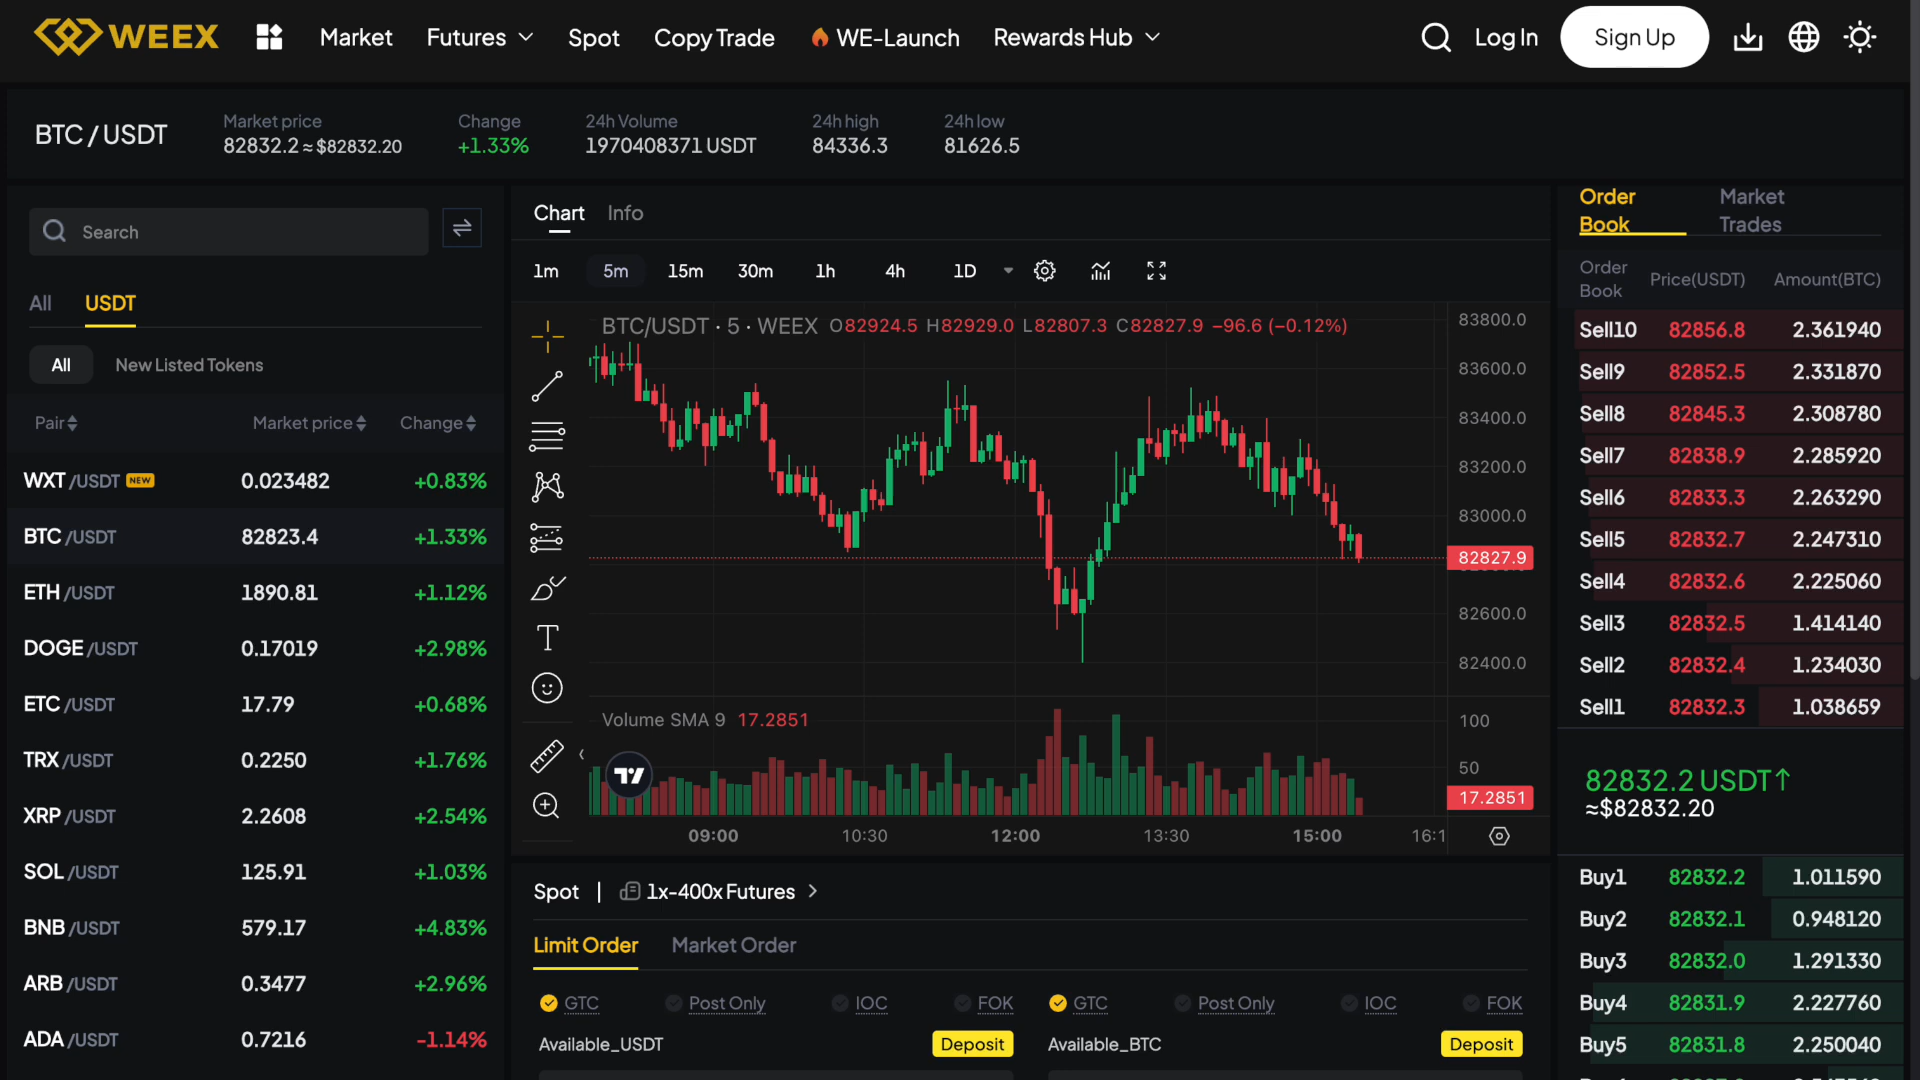 WEEX Market Futures Spot Copy Trade WE-Launch Rewards Hub Log In Sign Up
BTC / USDT
Market price
82832.2 ≈ $82832.20
Change
+1.33%
24h Volume
1970408371 USDT
24h high
84336.3
24h low
81626.5
Search
All USDT
All New Listed Tokens
Pair Market price Change
WXT /USDT NEW 0.023482 +0.83%
BTC /USDT 82823.4 +1.33%
ETH /USDT 1890.81 +1.12%
DOGE /USDT 0.17019 +2.98%
ETC /USDT 17.79 +0.68%
TRX /USDT 0.2250 +1.76%
XRP /USDT 2.2608 +2.54%
SOL /USDT 125.91 +1.03%
BNB /USDT 579.17 +4.83%
ARB /USDT 0.3477 +2.96%
ADA /USDT 0.7216 -1.14%
Chart Info
1m 5m 15m 30m 1h 4h 1D
BTC/USDT · 5 · WEEX O82924.5 H82929.0 L82807.3 C82827.9 −96.6 (−0.12%)
83800.0
83600.0
83400.0
83200.0
83000.0
82827.9
82600.0
82400.0
Volume SMA 9 17.2851
100
50
17.2851
09:00 10:30 12:00 13:30 15:00 16:1
Spot | 1x-400x Futures
Limit Order Market Order
GTC Post Only IOC FOK GTC Post Only IOC FOK
Available_USDT Deposit Available_BTC Deposit
Order Book
Market Trades
Order Book Price(USDT) Amount(BTC)
Sell10 82856.8 2.361940
Sell9 82852.5 2.331870
Sell8 82845.3 2.308780
Sell7 82838.9 2.285920
Sell6 82833.3 2.263290
Sell5 82832.7 2.247310
Sell4 82832.6 2.225060
Sell3 82832.5 1.414140
Sell2 82832.4 1.234030
Sell1 82832.3 1.038659
82832.2 USDT↑
≈$82832.20
Buy1 82832.2 1.011590
Buy2 82832.1 0.948120
Buy3 82832.0 1.291330
Buy4 82831.9 2.227760
Buy5 82831.8 2.250040